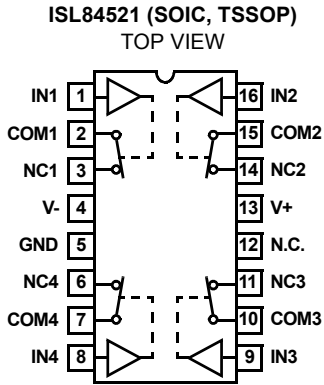 ISL84521 (SOIC, TSSOP)
TOP VIEW
IN1 1 16 IN2
COM1 2 15 COM2
NC1 3 14 NC2
V- 4 13 V+
GND 5 12 N.C.
NC4 6 11 NC3
COM4 7 10 COM3
IN4 8 9 IN3